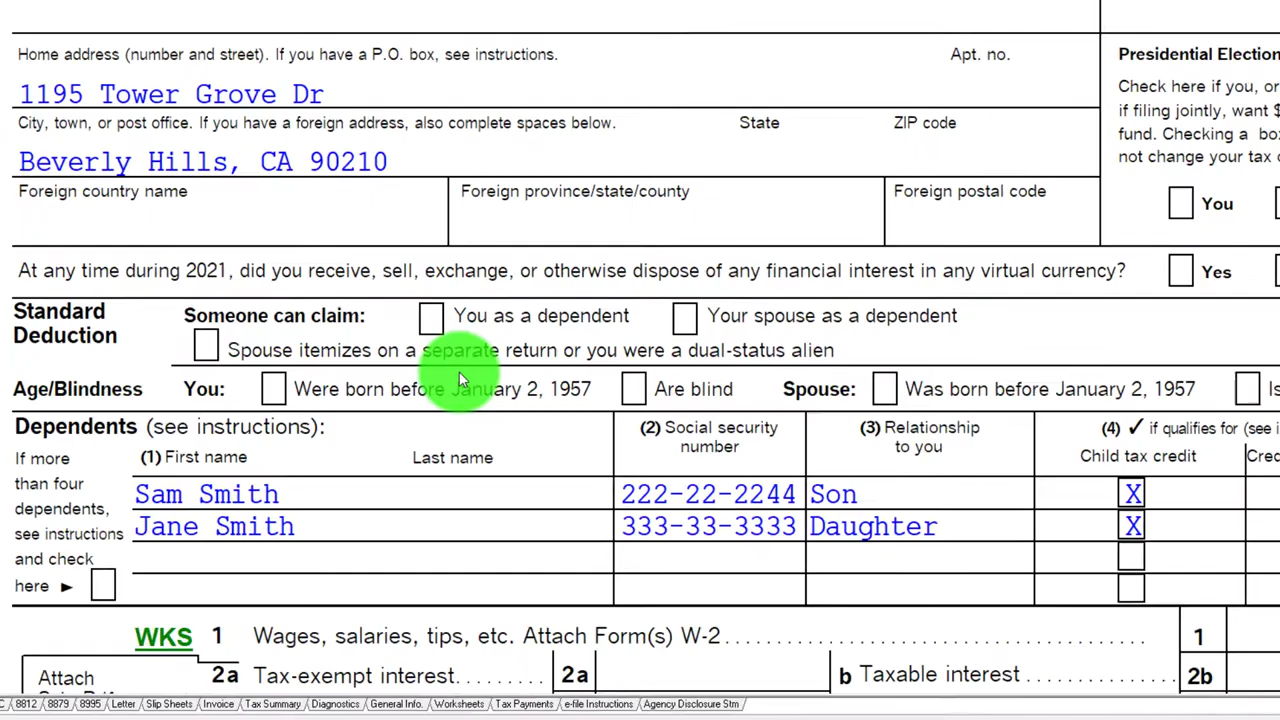 Home address (number and street). If you have a P.O. box, see instructions. Apt. no.
Presidential Election
1195 Tower Grove Dr
Check here if you, or
if filing jointly, want $
City, town, or post office. If you have a foreign address, also complete spaces below. State ZIP code
fund. Checking a box
Beverly Hills, CA 90210
not change your tax
Foreign country name Foreign province/state/county Foreign postal code
You
At any time during 2021, did you receive, sell, exchange, or otherwise dispose of any financial interest in any virtual currency? Yes
Standard Deduction
Someone can claim: You as a dependent Your spouse as a dependent
Spouse itemizes on a separate return or you were a dual-status alien
Age/Blindness You: Were born before January 2, 1957 Are blind Spouse: Was born before January 2, 1957
Dependents (see instructions): (2) Social security number (3) Relationship to you (4) ✓ if qualifies for (see
If more than four dependents, see instructions and check here ►
(1) First name Last name Child tax credit
Sam Smith 222-22-2244 Son X
Jane Smith 333-33-3333 Daughter X
WKS 1 Wages, salaries, tips, etc. Attach Form(s) W-2 1
Attach
2a Tax-exempt interest 2a b Taxable interest 2b
8812 8879 8995 Letter Slip Sheets Invoice Tax Summary Diagnostics General Info. Worksheets Tax Payments e-file Instructions Agency Disclosure Stm